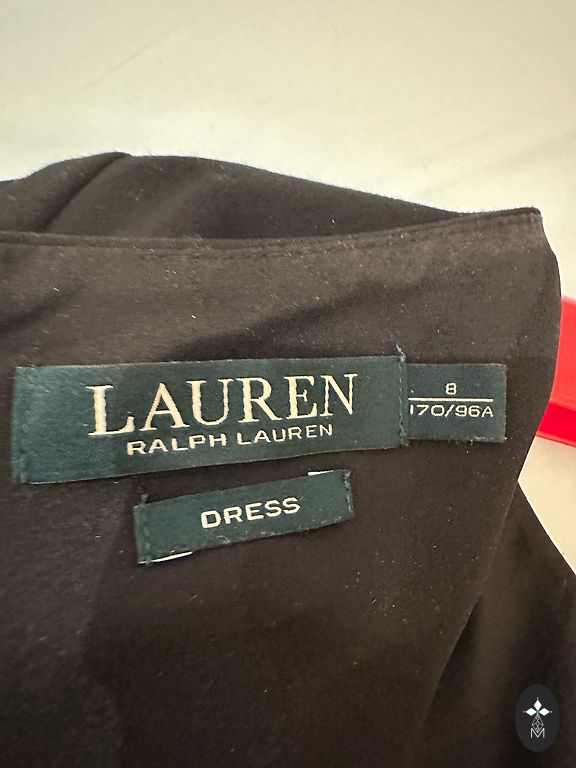 LAUREN
RALPH LAUREN
8
170/96A
DRESS
M